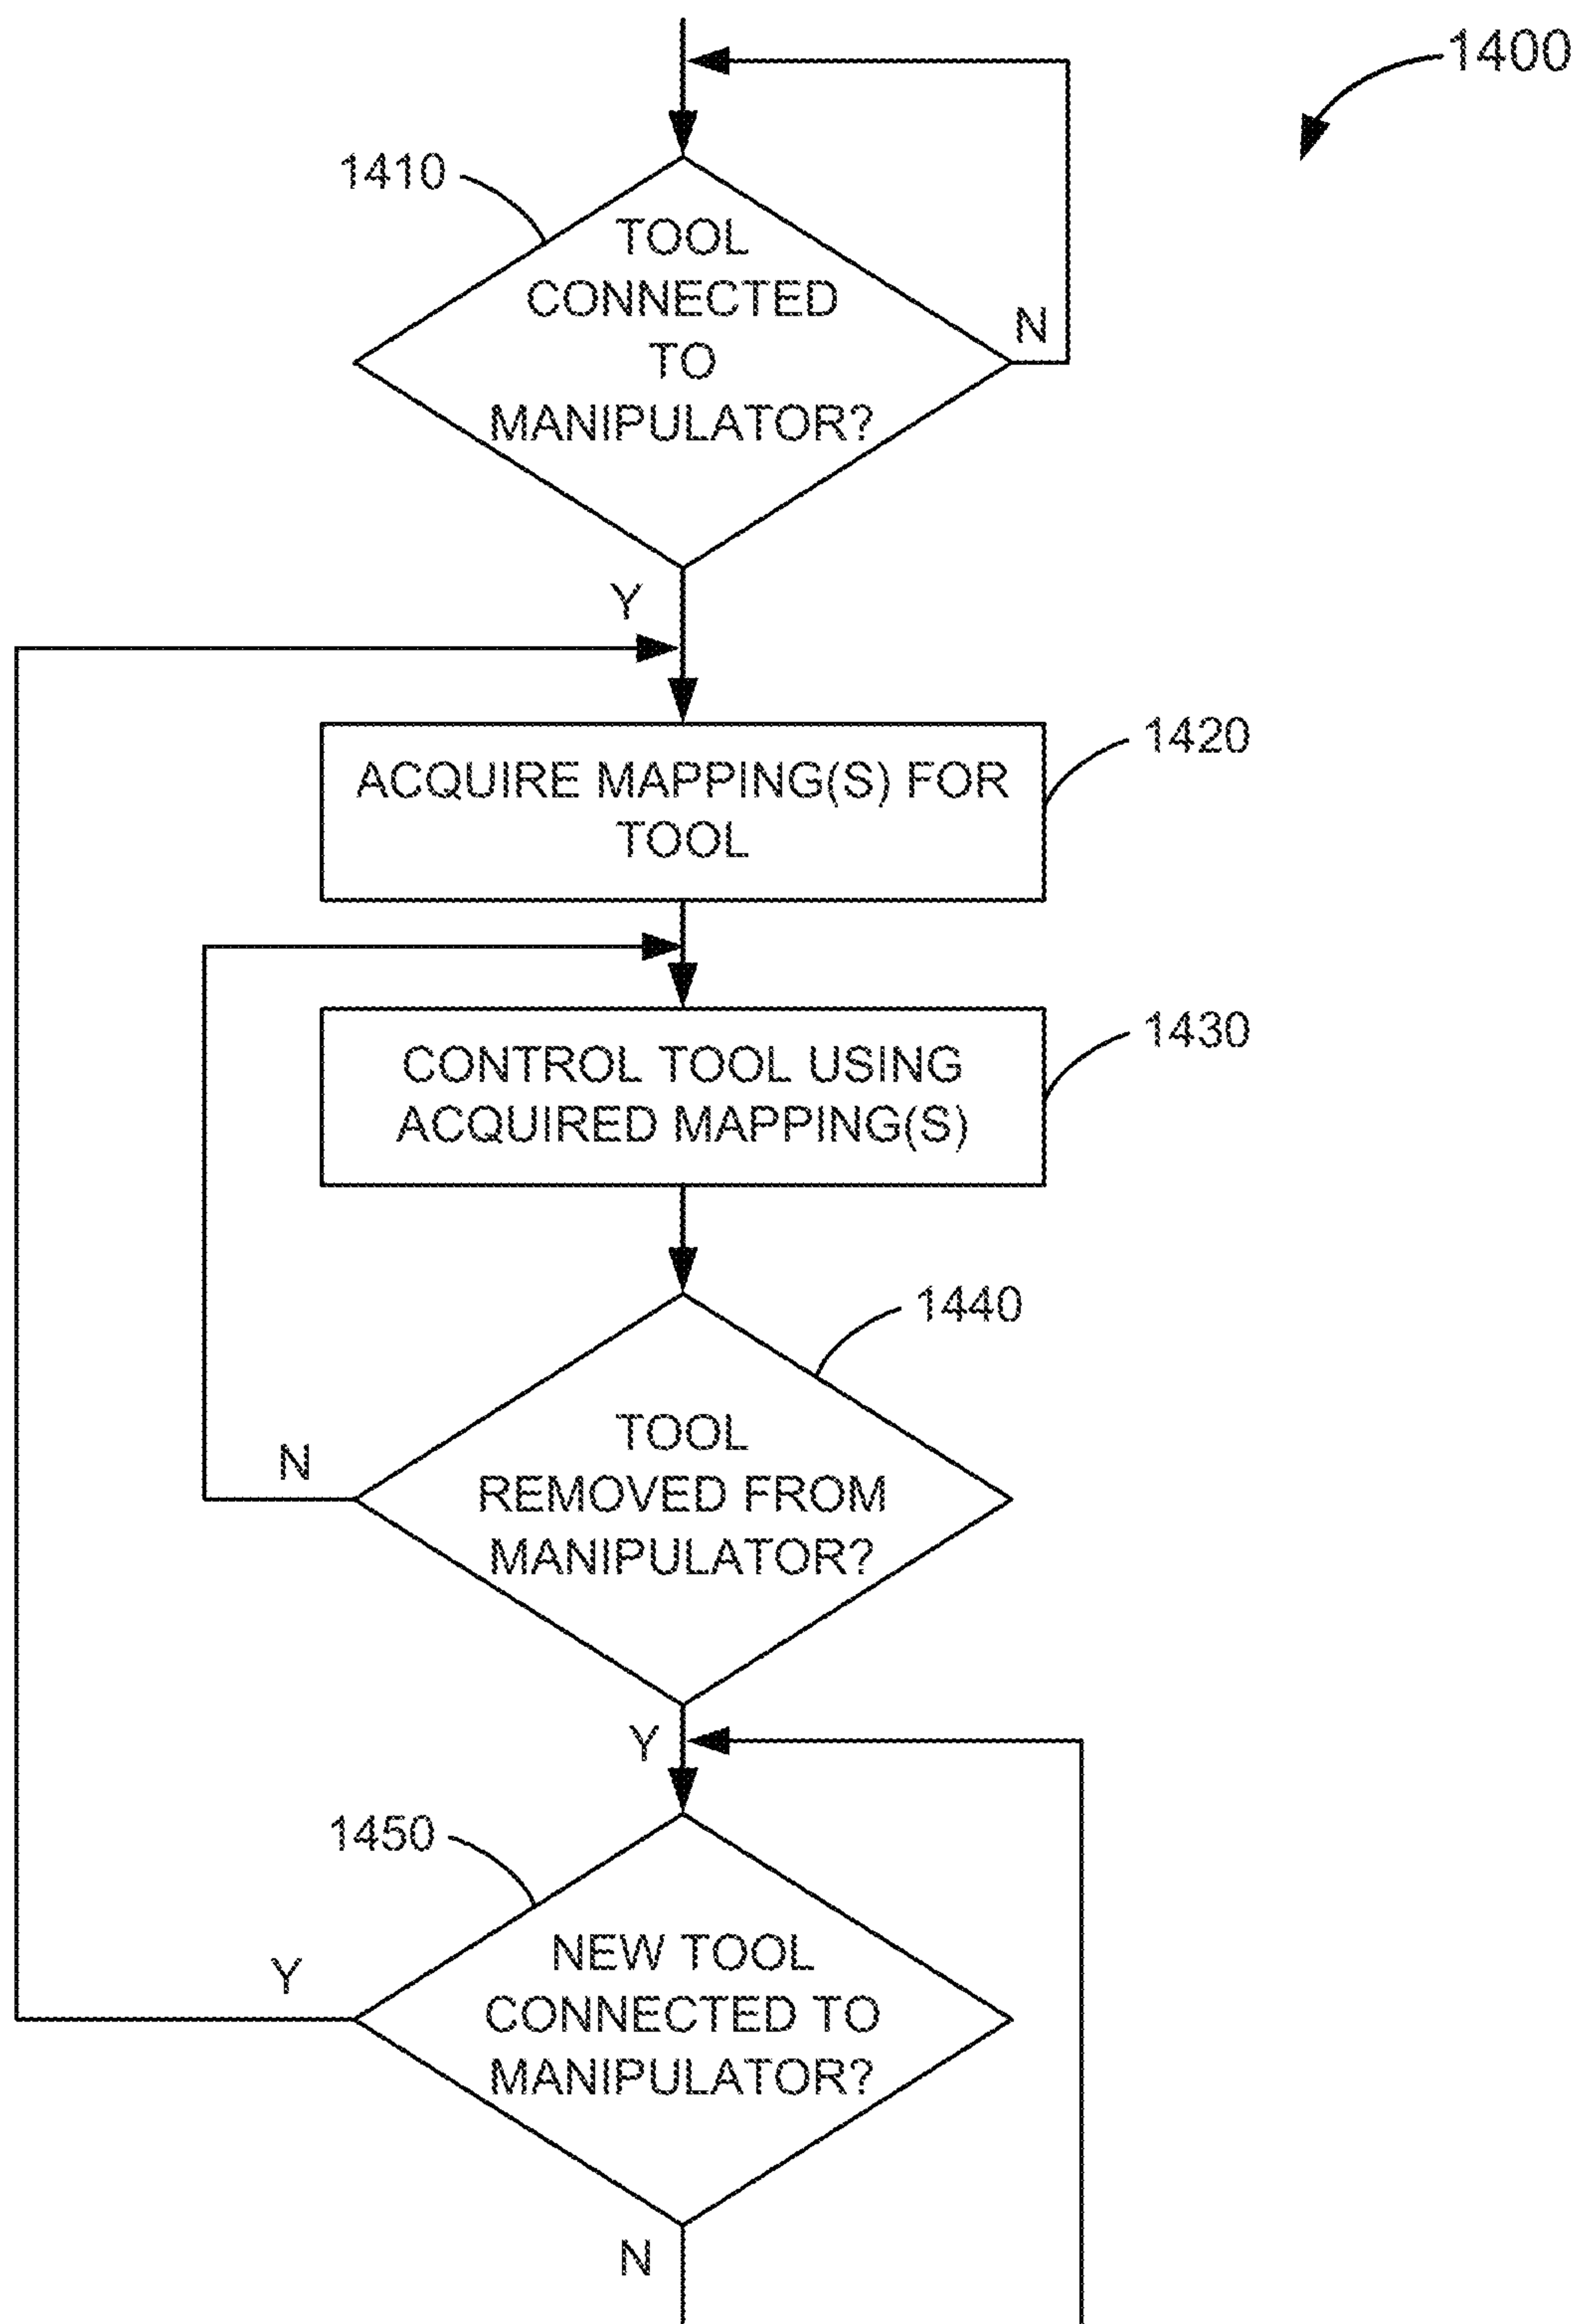 1400
1410
TOOL
CONNECTED
TO
MANIPULATOR?
N
Y
1420
ACQUIRE MAPPING(S) FOR
TOOL
1430
CONTROL TOOL USING
ACQUIRED MAPPING(S)
1440
TOOL
REMOVED FROM
MANIPULATOR?
N
Y
1450
NEW TOOL
CONNECTED TO
MANIPULATOR?
Y
N